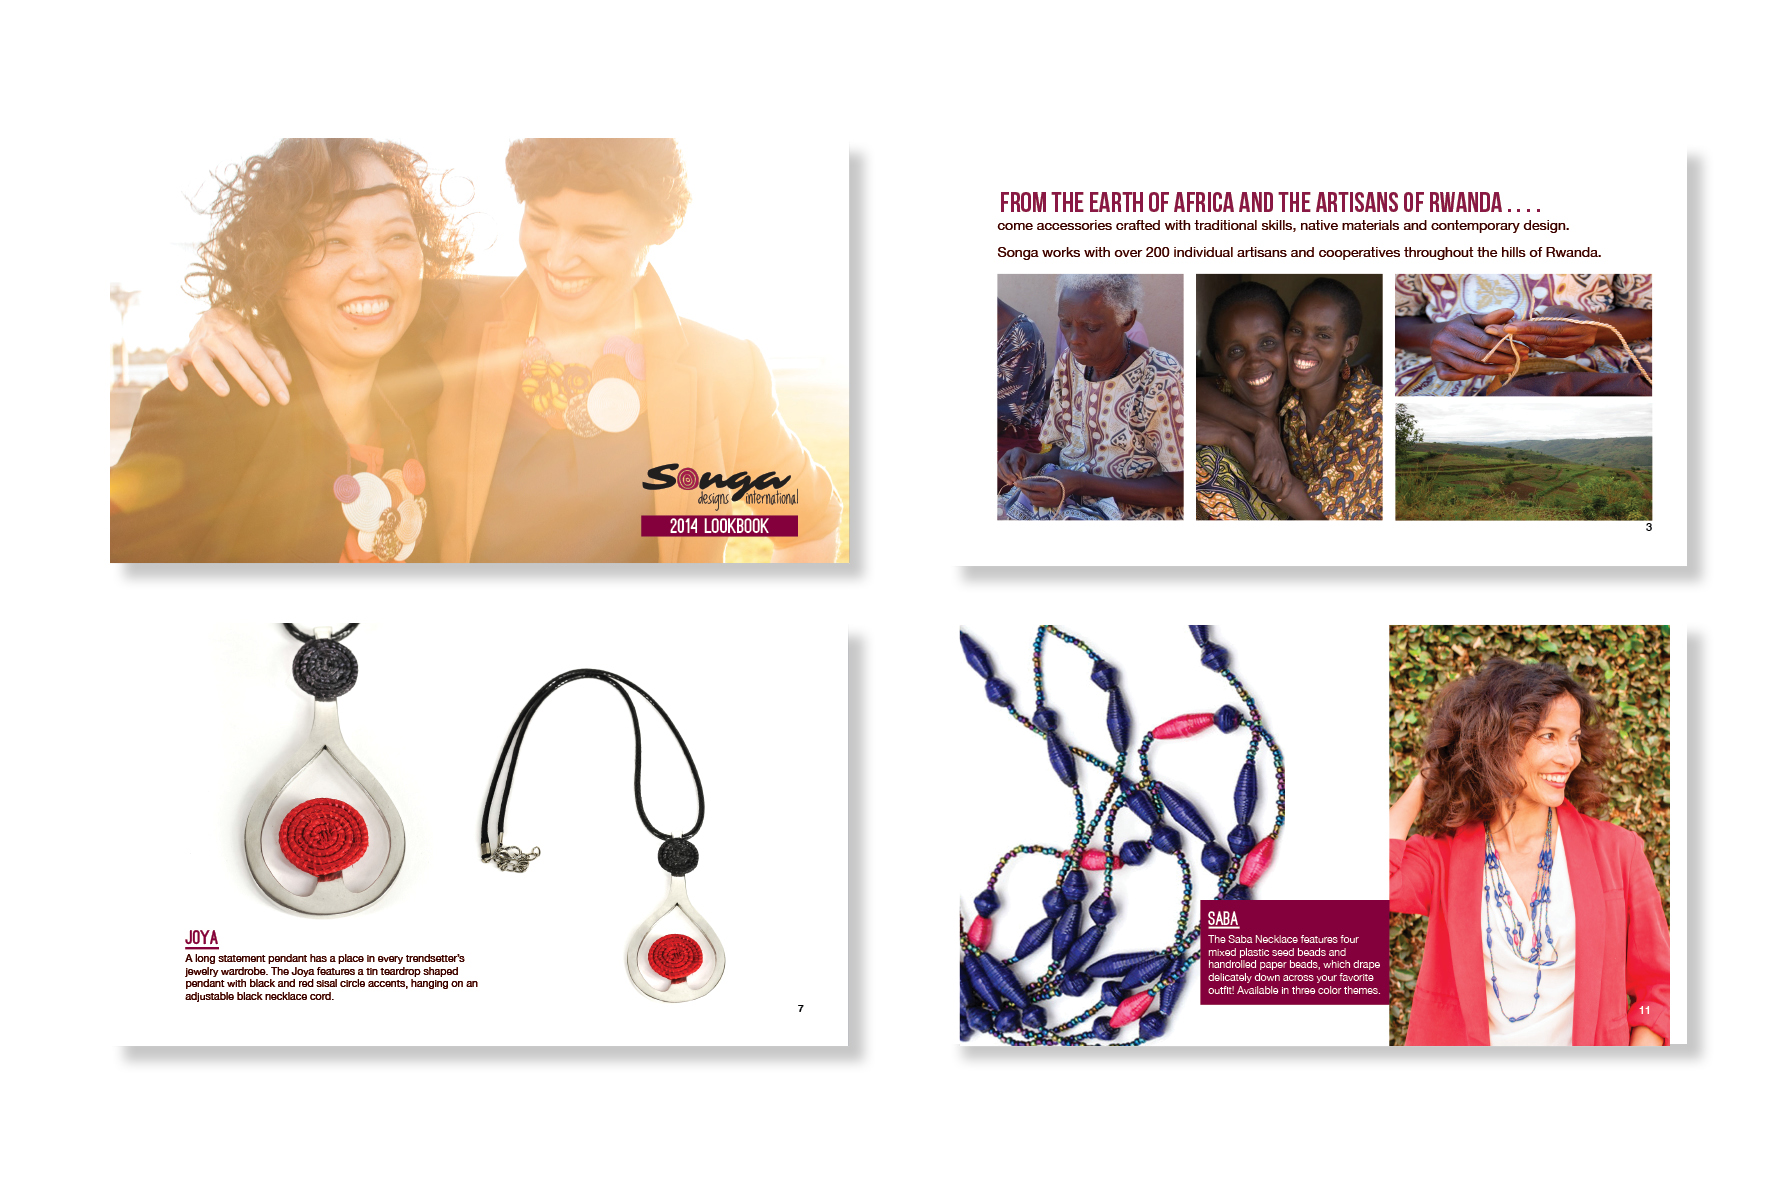 Songa
designs international
2014 LOOKBOOK
FROM THE EARTH OF AFRICA AND THE ARTISANS OF RWANDA . . . .
come accessories crafted with traditional skills, native materials and contemporary design.
Songa works with over 200 individual artisans and cooperatives throughout the hills of Rwanda.
3
JOYA
A long statement pendant has a place in every trendsetter's
jewelry wardrobe. The Joya features a tin teardrop shaped
pendant with black and red sisal circle accents, hanging on an
adjustable black necklace cord.
7
SABA
The Saba Necklace features four
mixed plastic seed beads and
handrolled paper beads, which drape
delicately down across your favorite
outfit! Available in three color themes.
11